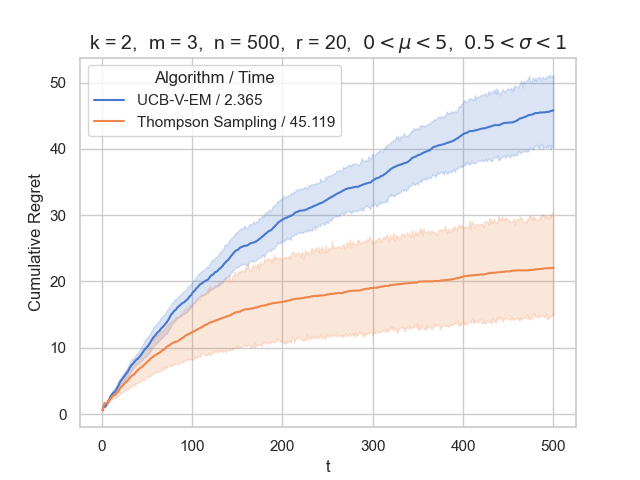 k = 2, m = 3, n = 500, r = 20, 0 < μ < 5, 0.5 < σ < 1
Algorithm / Time
UCB-V-EM / 2.365
Thompson Sampling / 45.119
Cumulative Regret
50
40
30
20
10
0
0 100 200 300 400 500
t